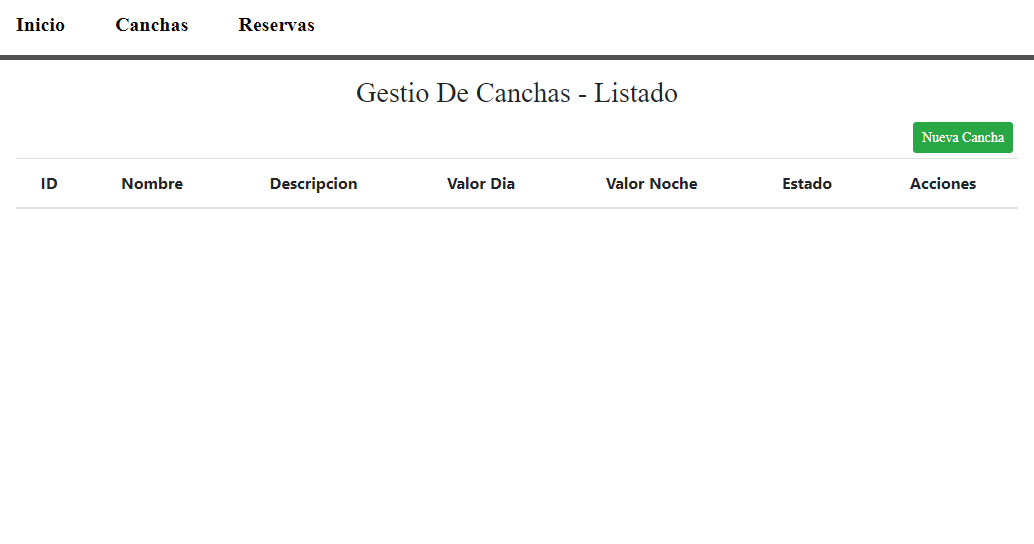 Inicio Canchas Reservas
Gestio De Canchas - Listado
Nueva Cancha
ID Nombre Descripcion Valor Dia Valor Noche Estado Acciones